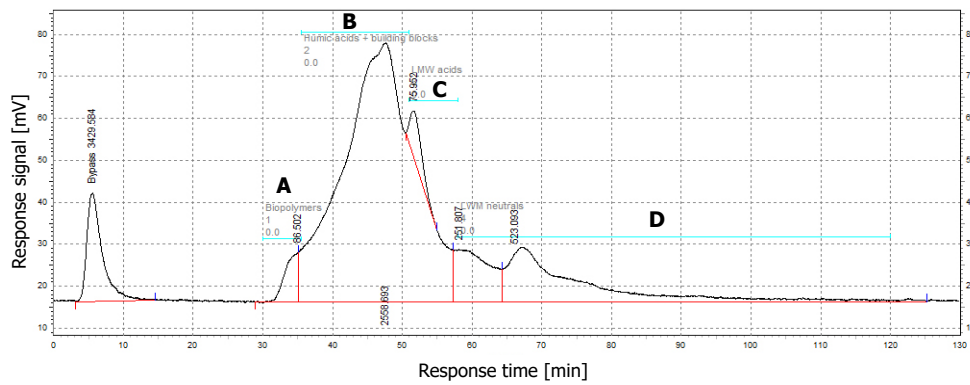 B
Humic-acids + building blocks
2
0.0
LMW acids
0.0
C
75.952
Bypass 3429.584
A
Biopolymers
1
0.0
86.502
2558.693
LWM neutrals
0.0
251.807
523.093
D
80
70
60
50
40
30
20
10
Response signal [mV]
0 10 20 30 40 50 60 70 80 90 100 110 120 130
Response time [min]